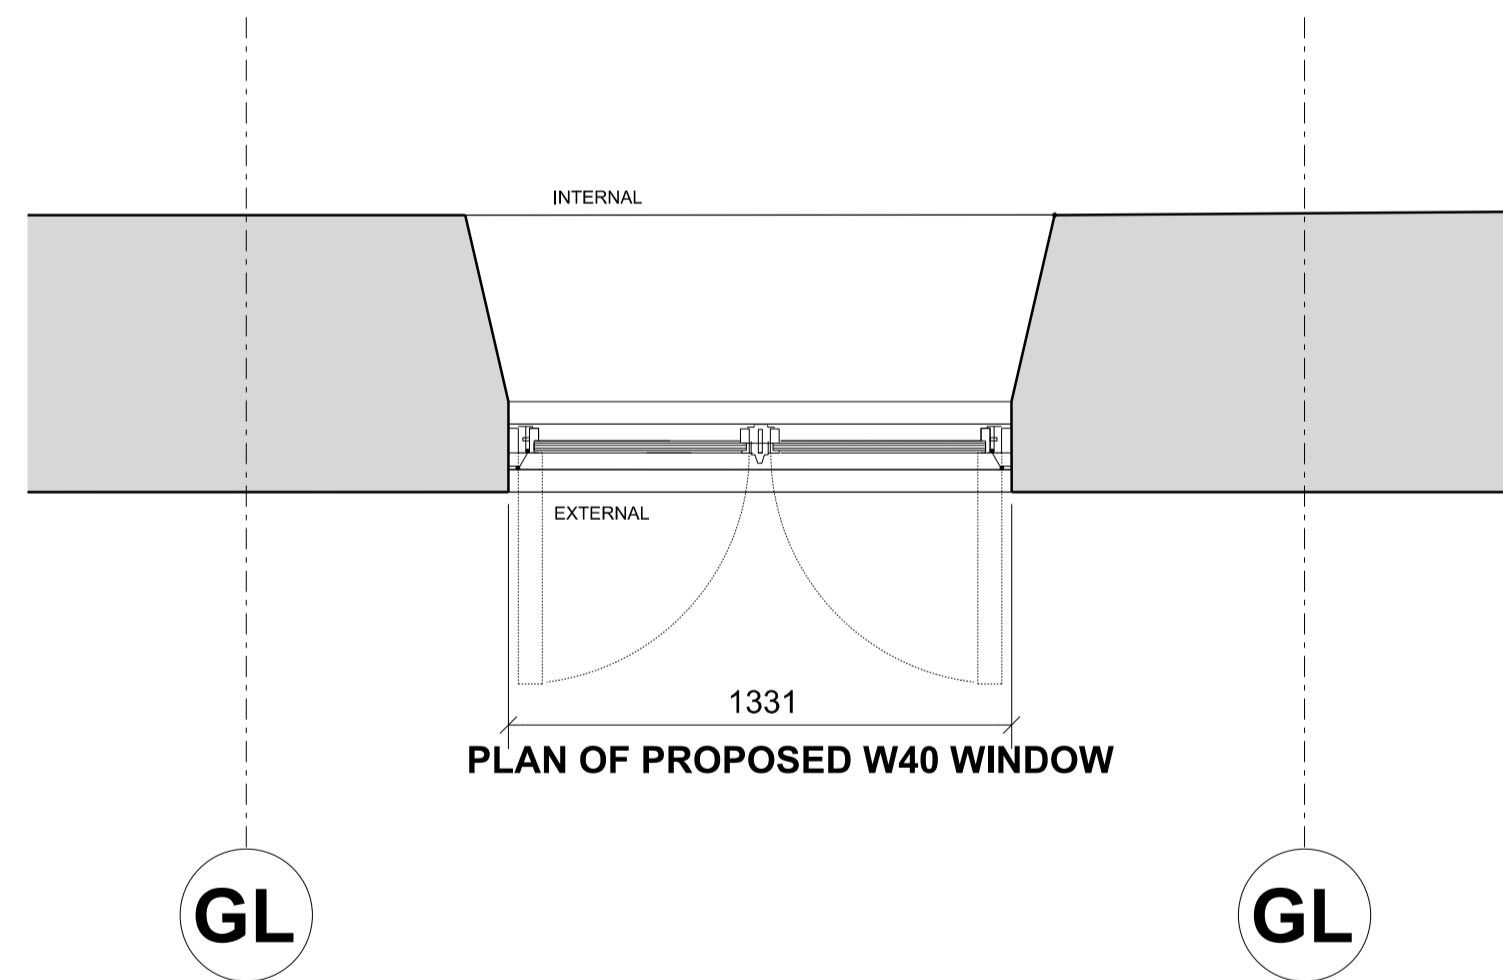 INTERNAL
EXTERNAL
1331
PLAN OF PROPOSED W40 WINDOW
GL
GL